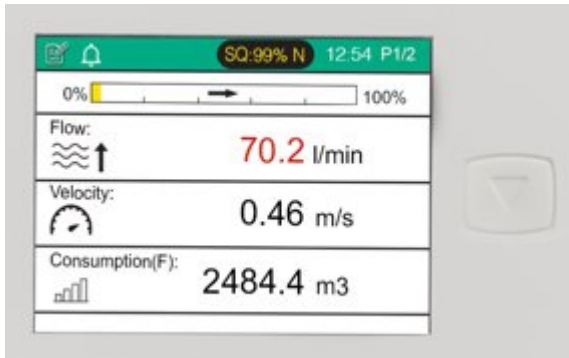 SQ:99% N 12:54 P1/2
0% 100%
Flow:
70.2 l/min
Velocity:
0.46 m/s
Consumption(F):
2484.4 m3